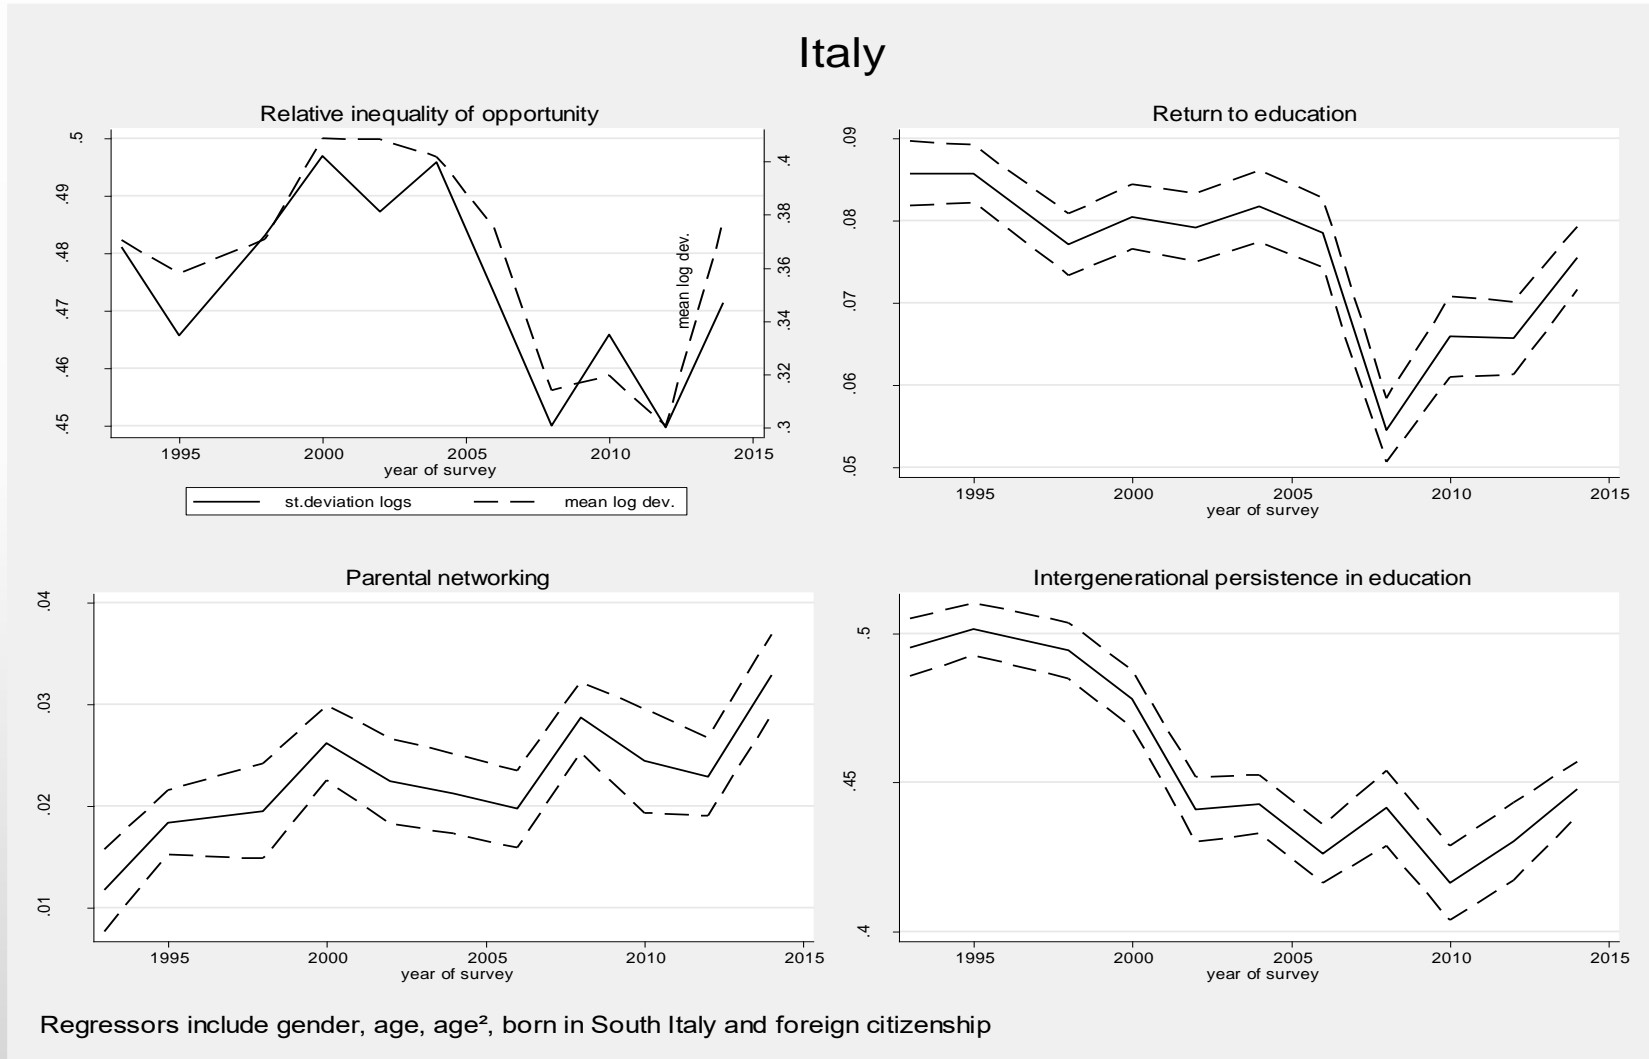 Italy
Relative inequality of opportunity
.5
.49
.48
.47
.46
.45
.4
.38
.36
.34
.32
.3
mean log dev.
1995 2000 2005 2010 2015
year of survey
st.deviation logs mean log dev.
Return to education
.09
.08
.07
.06
.05
1995 2000 2005 2010 2015
year of survey
Parental networking
.04
.03
.02
.01
1995 2000 2005 2010 2015
year of survey
Intergenerational persistence in education
.5
.45
.4
1995 2000 2005 2010 2015
year of survey
Regressors include gender, age, age², born in South Italy and foreign citizenship